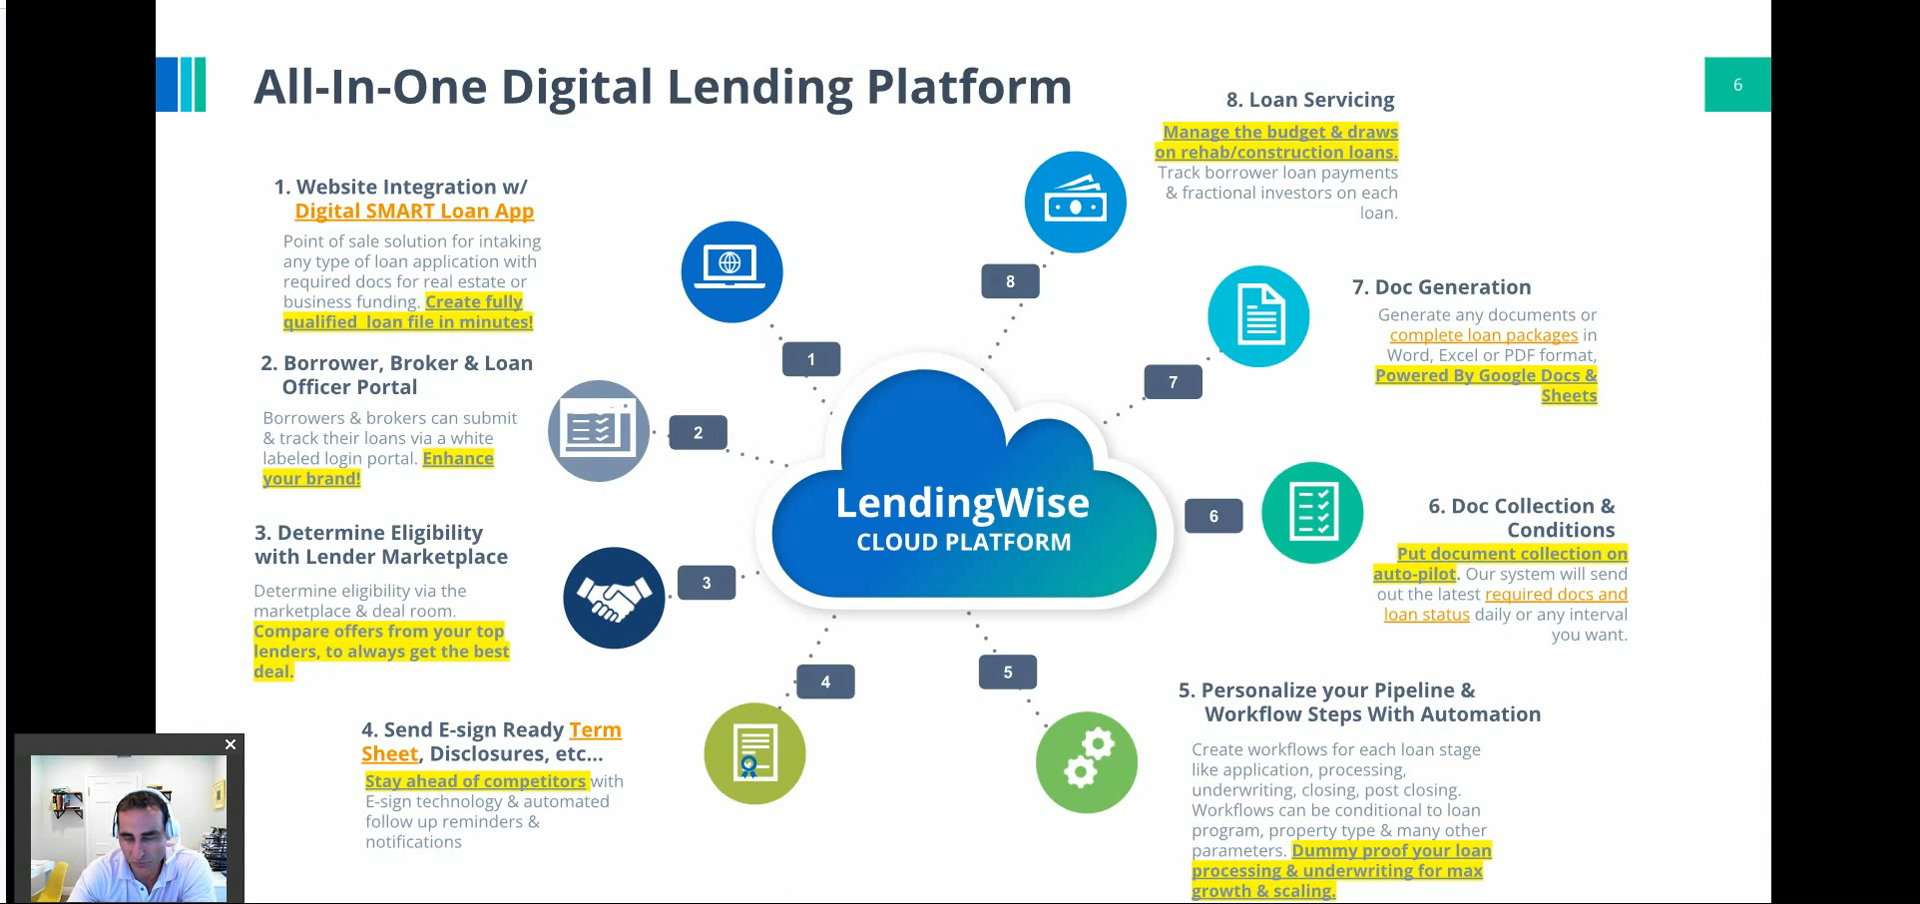 All-In-One Digital Lending Platform
6
1. Website Integration w/
Digital SMART Loan App
Point of sale solution for intaking
any type of loan application with
required docs for real estate or
business funding. Create fully
qualified loan file in minutes!
2. Borrower, Broker & Loan
Officer Portal
Borrowers & brokers can submit
& track their loans via a white
labeled login portal. Enhance
your brand!
3. Determine Eligibility
with Lender Marketplace
Determine eligibility via the
marketplace & deal room.
Compare offers from your top
lenders, to always get the best
deal.
4. Send E-sign Ready Term
Sheet, Disclosures, etc...
Stay ahead of competitors with
E-sign technology & automated
follow up reminders &
notifications
1
2
3
4
LendingWise
CLOUD PLATFORM
8
7
6
5
8. Loan Servicing
Manage the budget & draws
on rehab/construction loans.
Track borrower loan payments
& fractional investors on each
loan.
7. Doc Generation
Generate any documents or
complete loan packages in
Word, Excel or PDF format,
Powered By Google Docs &
Sheets
6. Doc Collection &
Conditions
Put document collection on
auto-pilot. Our system will send
out the latest required docs and
loan status daily or any interval
you want.
5. Personalize your Pipeline &
Workflow Steps With Automation
Create workflows for each loan stage
like application, processing,
underwriting, closing, post closing.
Workflows can be conditional to loan
program, property type & many other
parameters. Dummy proof your loan
processing & underwriting for max
growth & scaling.